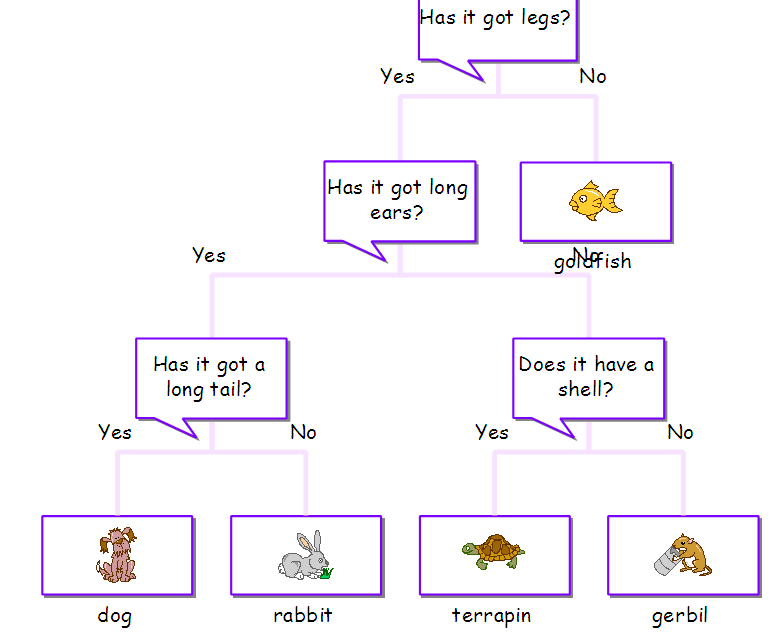 Has it got legs?
Yes
No
Has it got long
ears?
Yes
No
goldfish
Has it got a
long tail?
Does it have a
shell?
Yes
No
Yes
No
dog
rabbit
terrapin
gerbil